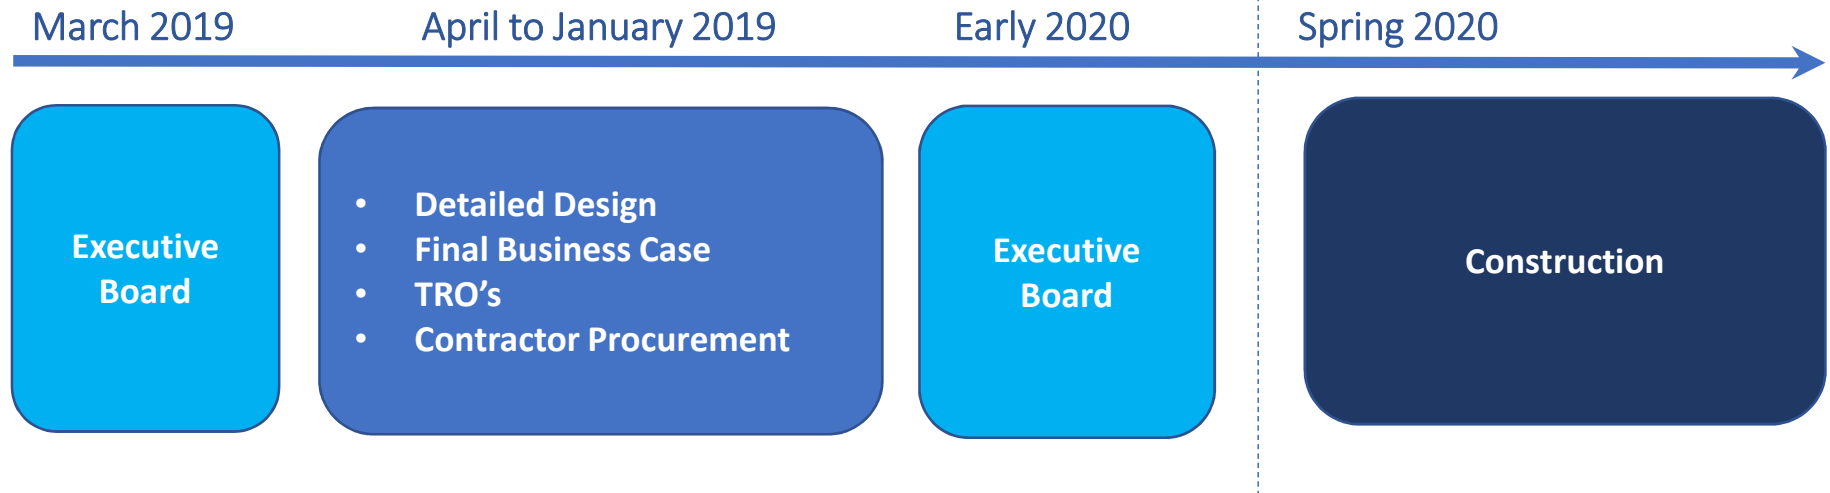 March 2019
April to January 2019
Early 2020
Spring 2020
Executive
Board
• Detailed Design
• Final Business Case
• TRO’s
• Contractor Procurement
Executive
Board
Construction